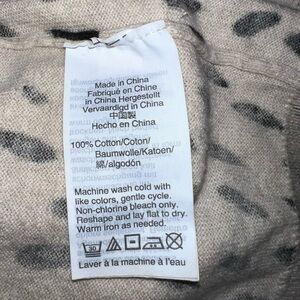 Made in China
Fabriqué en Chine
in China Hergestellt
Vervaardigd in China
中国製
Hecho en China
100% Cotton/Coton/
Baumwolle/Katoen/
綿/algodón
Machine wash cold with
like colors, gentle cycle.
Non-chlorine bleach only.
Reshape and lay flat to dry.
Warm iron as needed.
30
Laver à la machine à l'eau